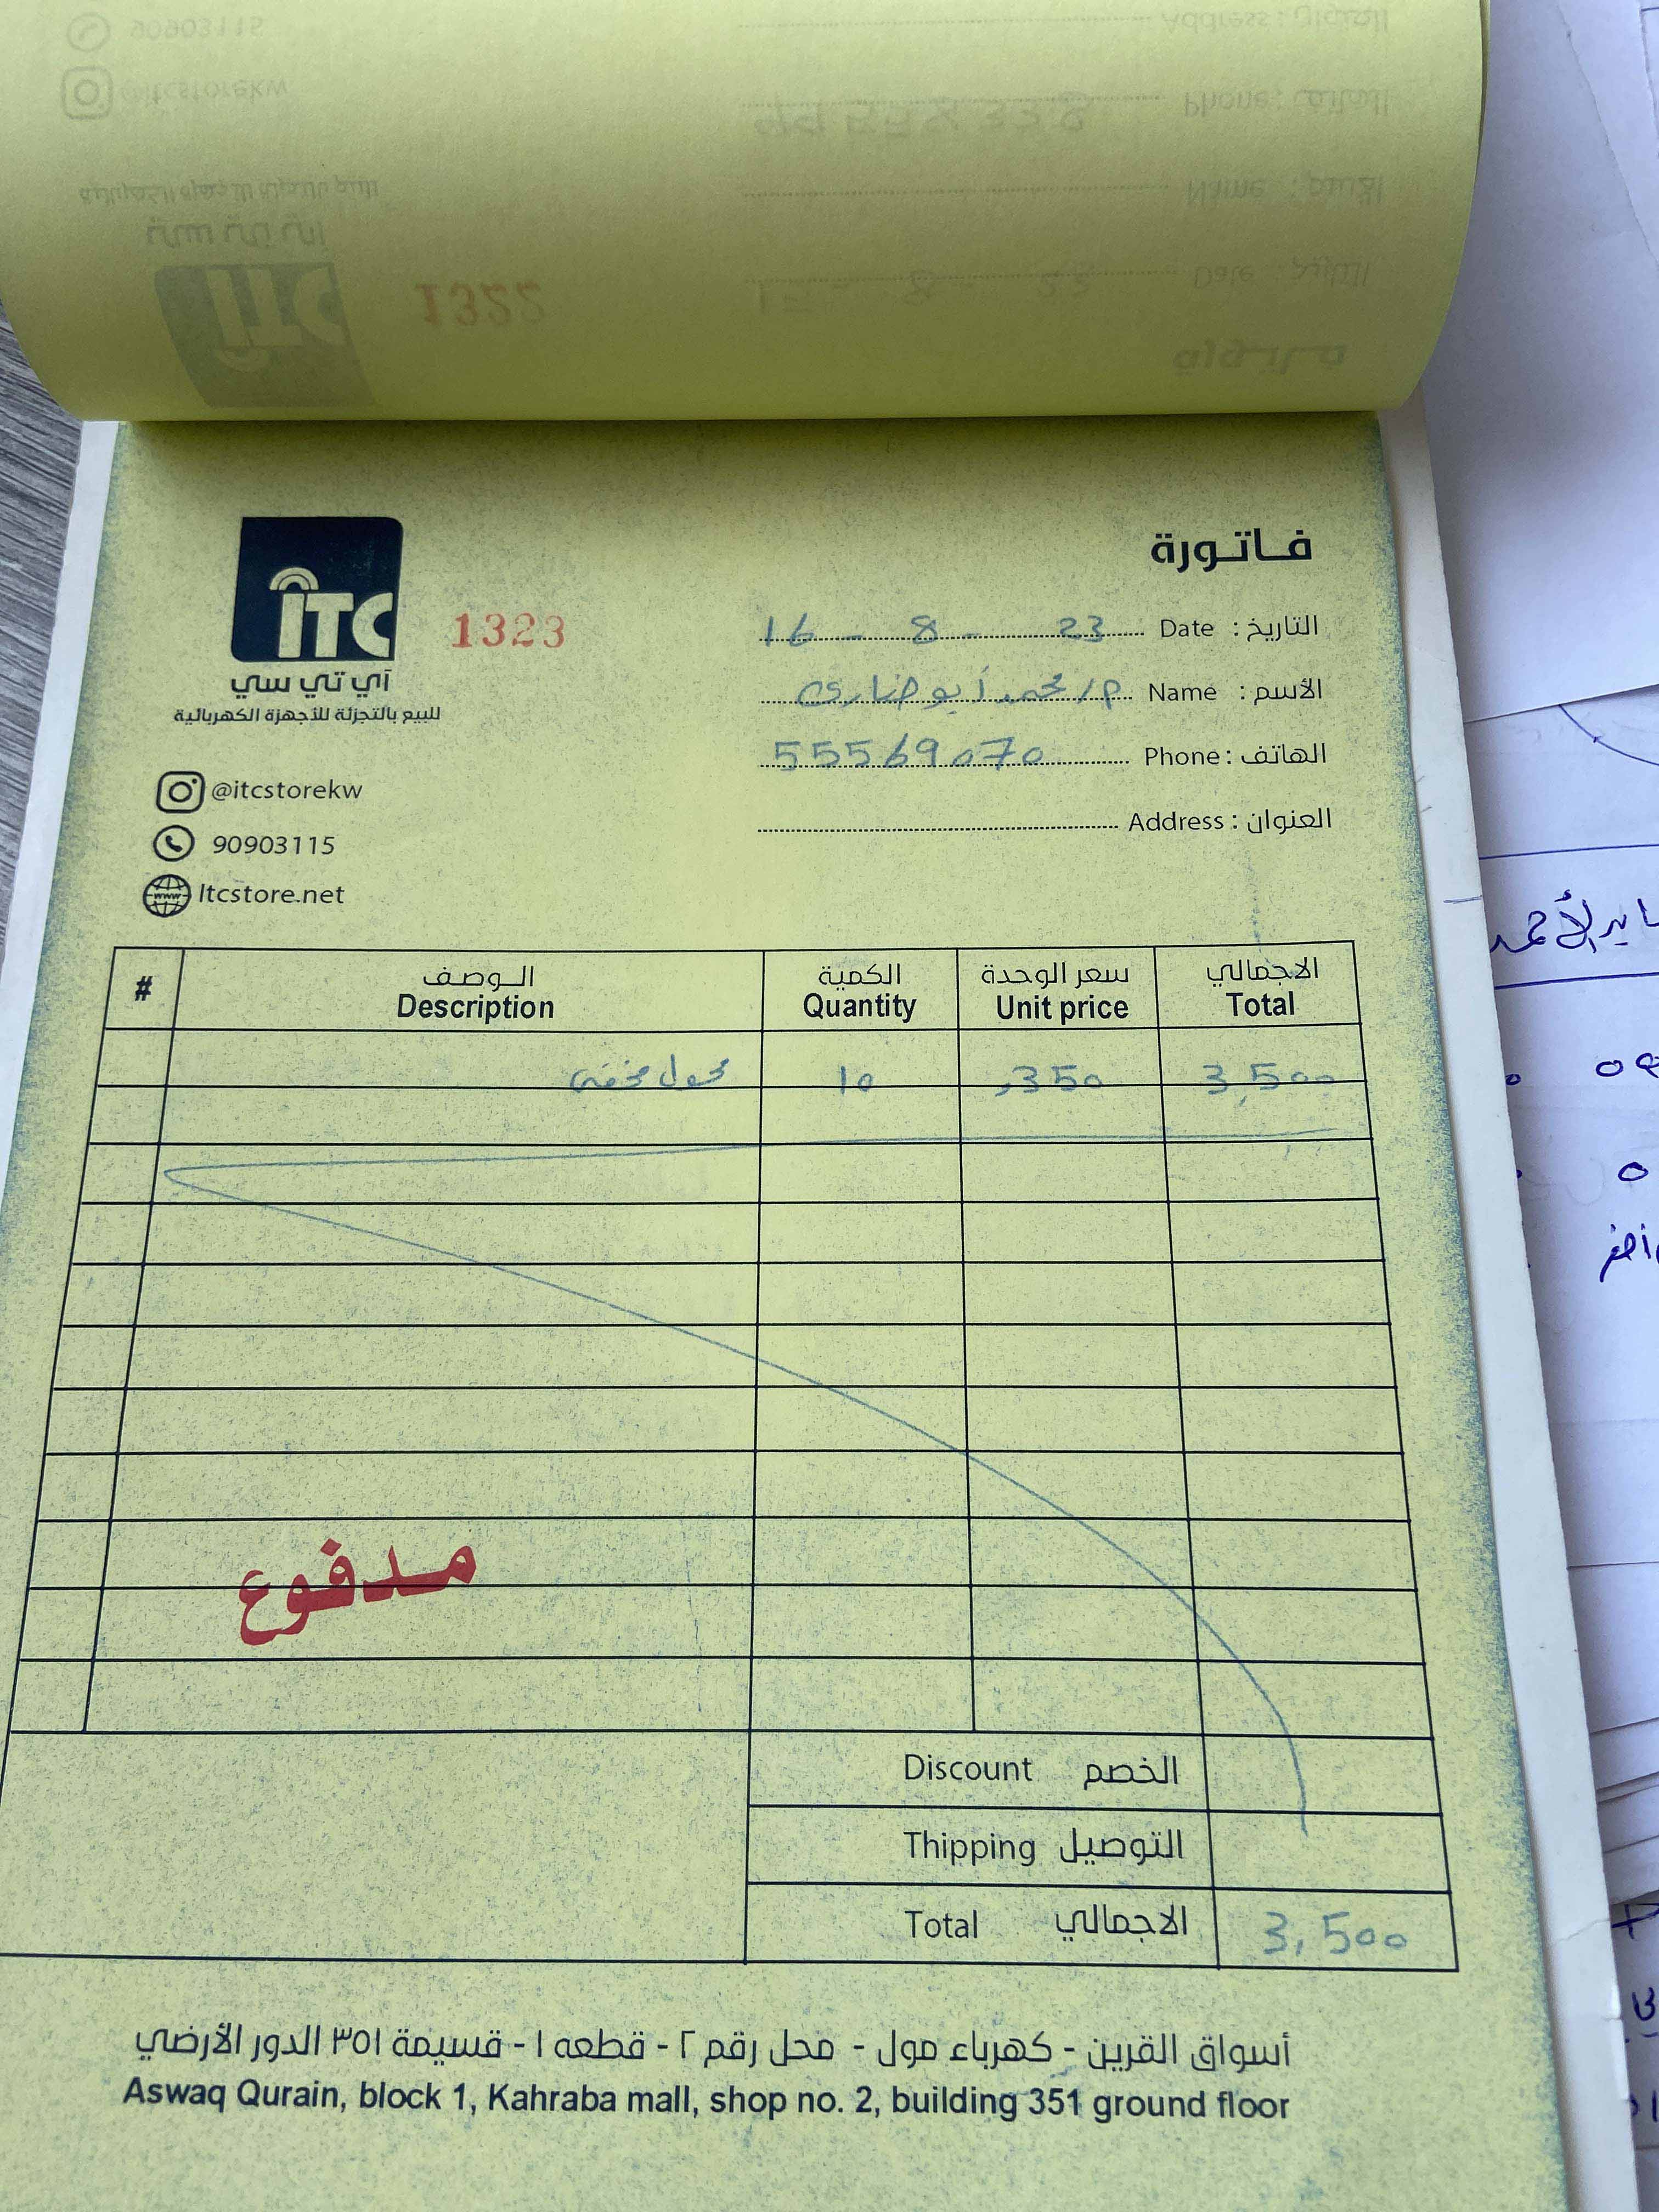 فاتورة
ITC
آي تي سي
للبيع بالتجزئة للأجهزة الكهربائية
1323
التاريخ : Date 16 - 8 - 23
الأسم : Name م/ محمد أبو ضاري
الهاتف : Phone 55569070
العنوان : Address
@itcstorekw
90903115
Itcstore.net
# الوصف الكمية سعر الوحدة الاجمالي
Description Quantity Unit price Total
محول مخفي 10 ,350 3,500
مدفوع
Discount الخصم
Thipping التوصيل
Total الاجمالي 3,500
أسواق القرين - كهرباء مول - محل رقم ٢ - قطعه ١ - قسيمة ٣٥١ الدور الأرضي
Aswaq Qurain, block 1, Kahraba mall, shop no. 2, building 351 ground floor